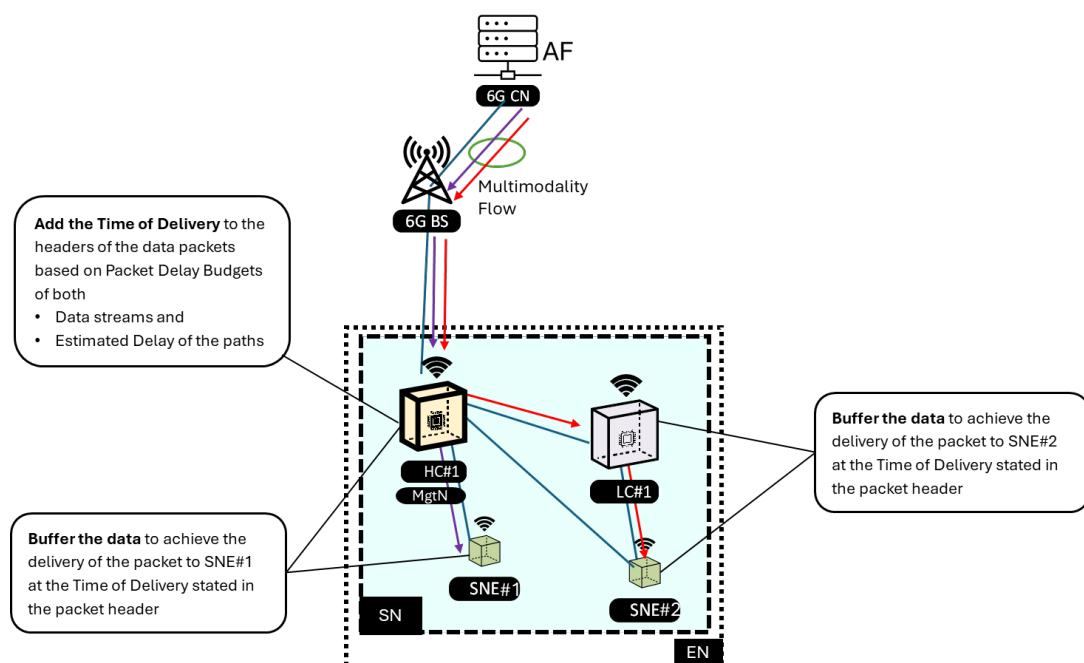 AF
6G CN
Multimodality
Flow
6G BS
Add the Time of Delivery to the
headers of the data packets
based on Packet Delay Budgets
of both
• Data streams and
• Estimated Delay of the paths
Buffer the data to achieve the
delivery of the packet to SNE#2
at the Time of Delivery stated in
the packet header
HC#1
MgtN
LC#1
Buffer the data to achieve the
delivery of the packet to SNE#1
at the Time of Delivery stated in
the packet header
SNE#1
SNE#2
SN
EN